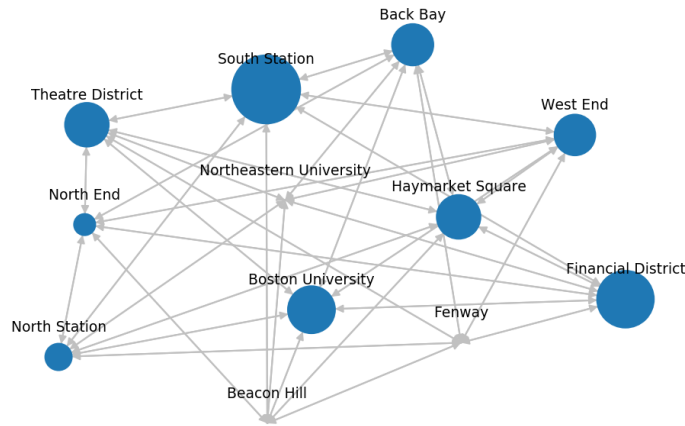 Back Bay
South Station
Theatre District
West End
Northeastern University
Haymarket Square
North End
Financial District
Boston University
Fenway
North Station
Beacon Hill